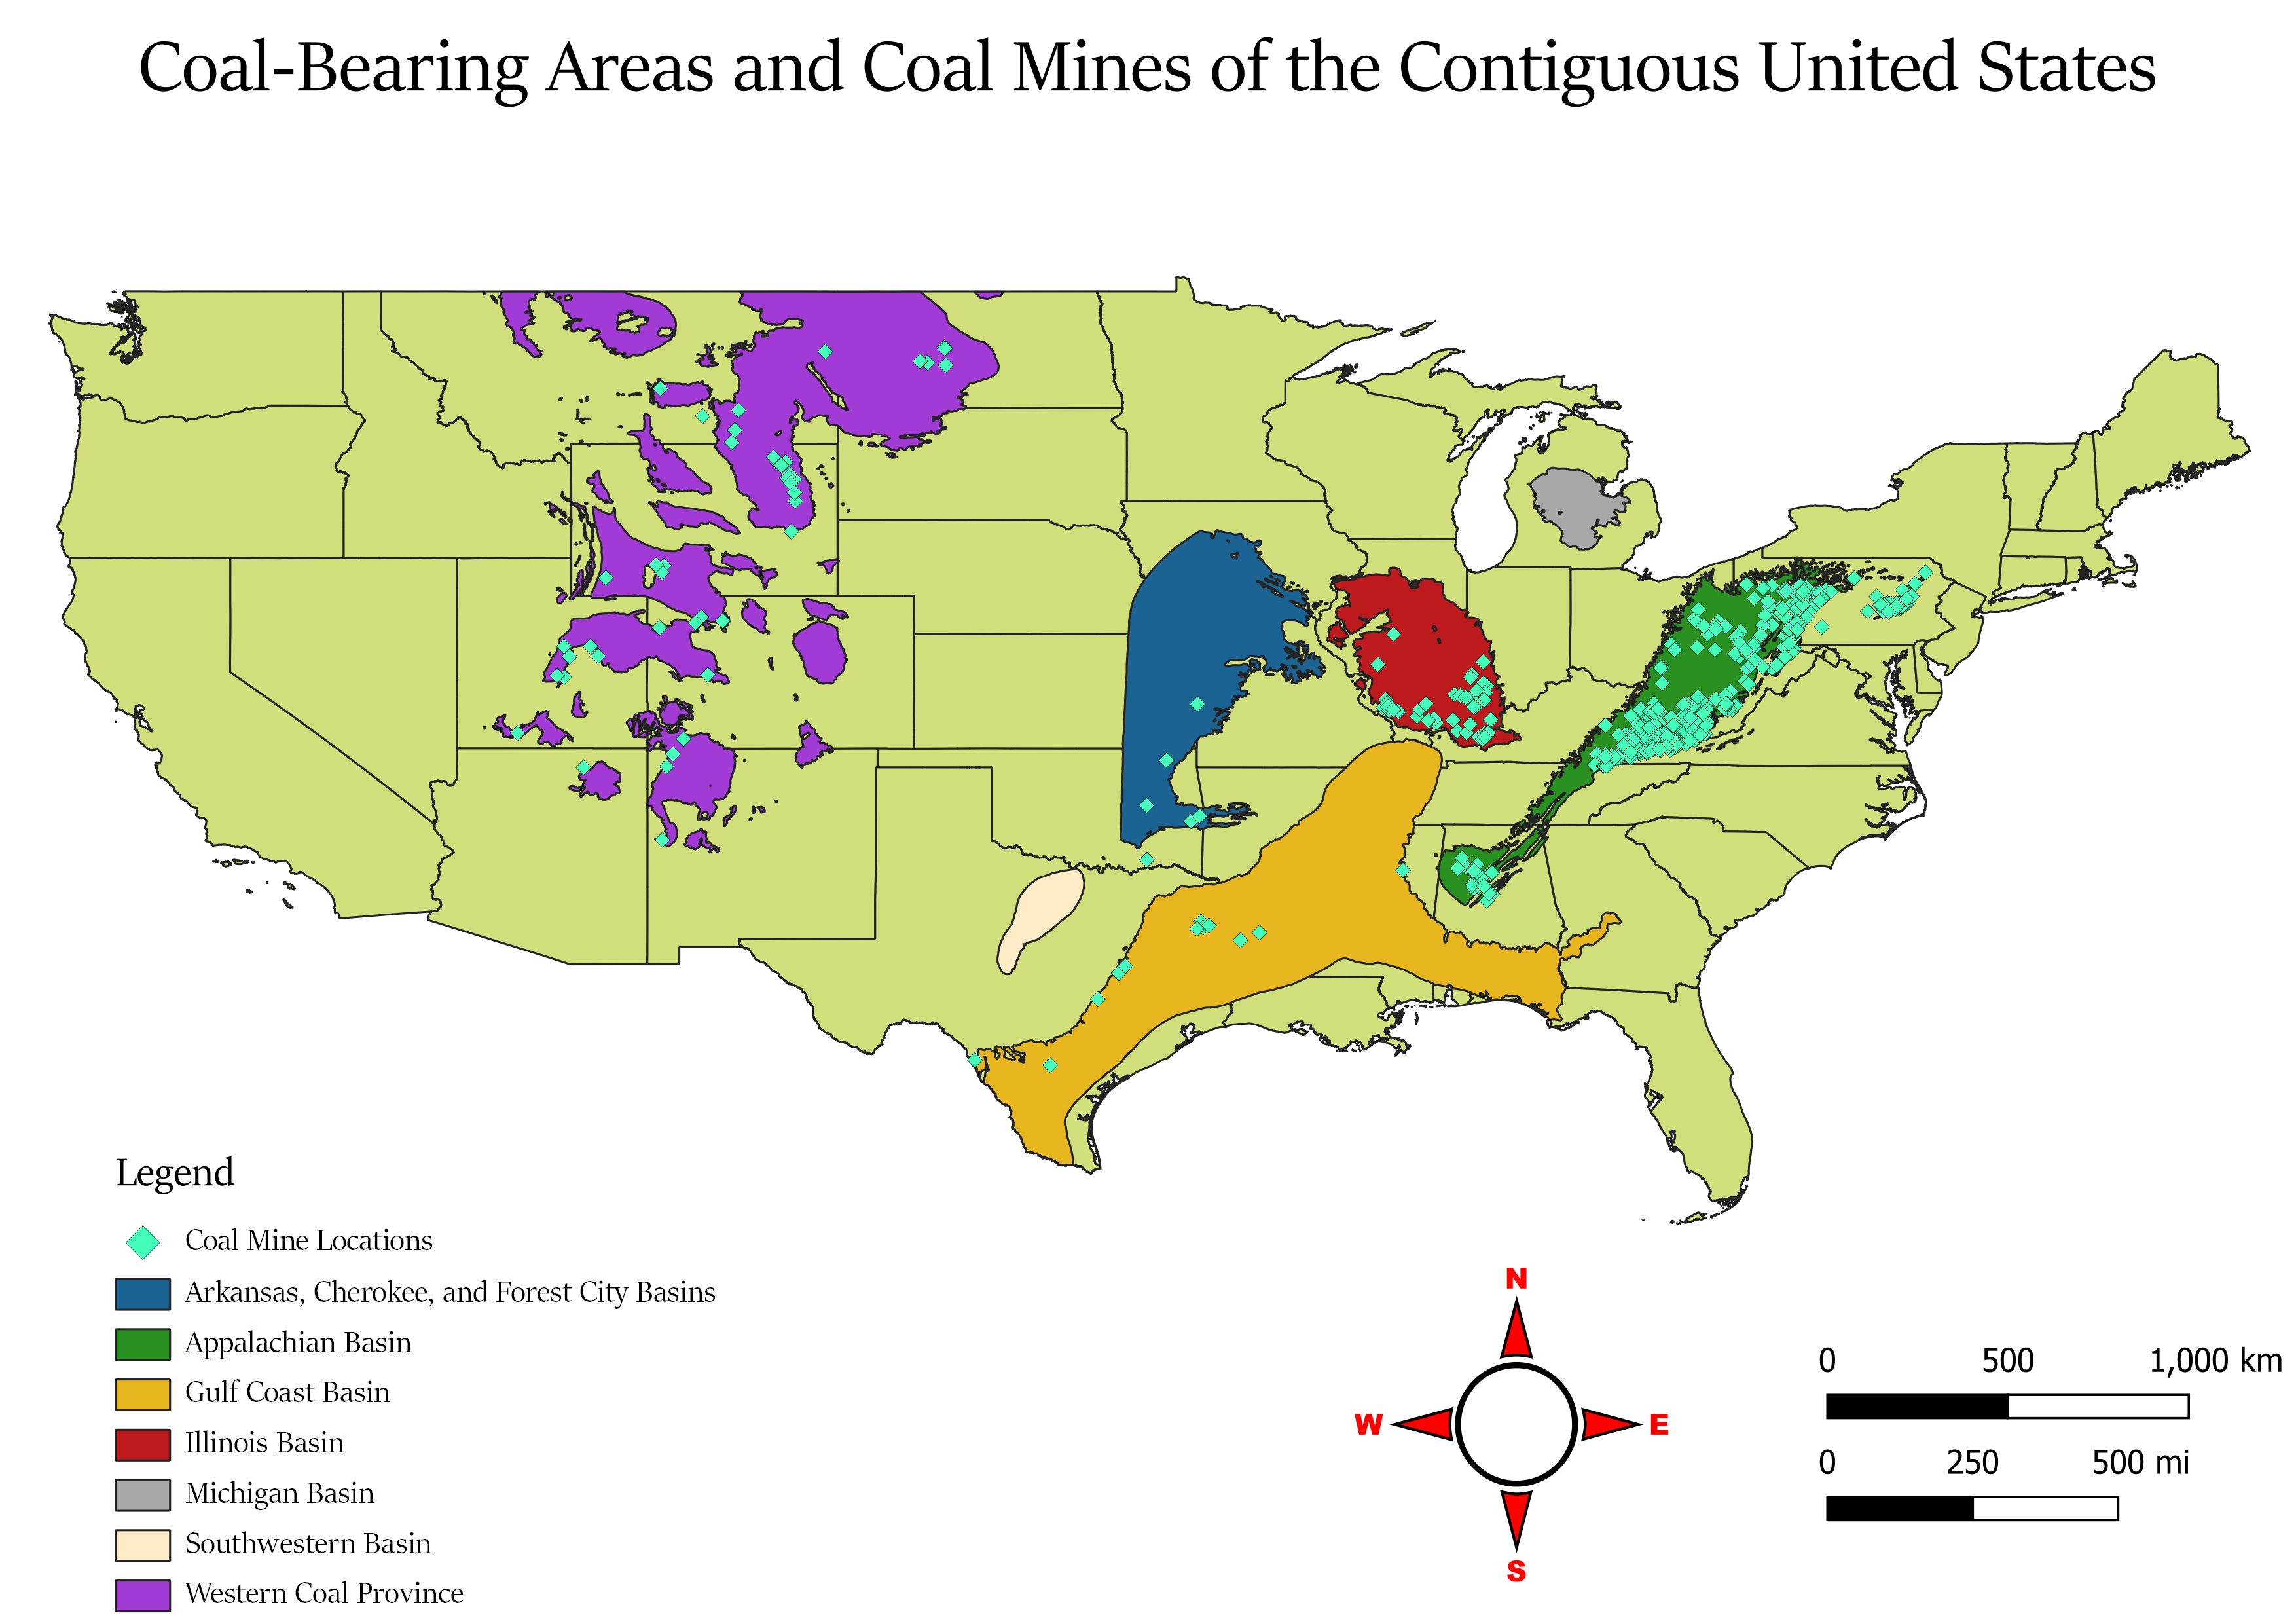 Coal-Bearing Areas and Coal Mines of the Contiguous United States
Legend
Coal Mine Locations
Arkansas, Cherokee, and Forest City Basins
Appalachian Basin
Gulf Coast Basin
Illinois Basin
Michigan Basin
Southwestern Basin
Western Coal Province
N
W E
S
0 500 1,000 km
0 250 500 mi